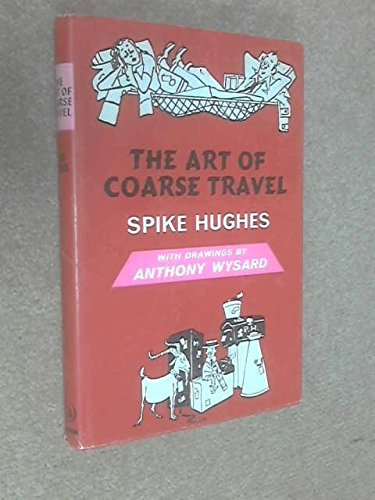 THE
ART OF
COARSE
TRAVEL
THE ART OF
COARSE TRAVEL
SPIKE HUGHES
WITH DRAWINGS BY
ANTHONY WYSARD